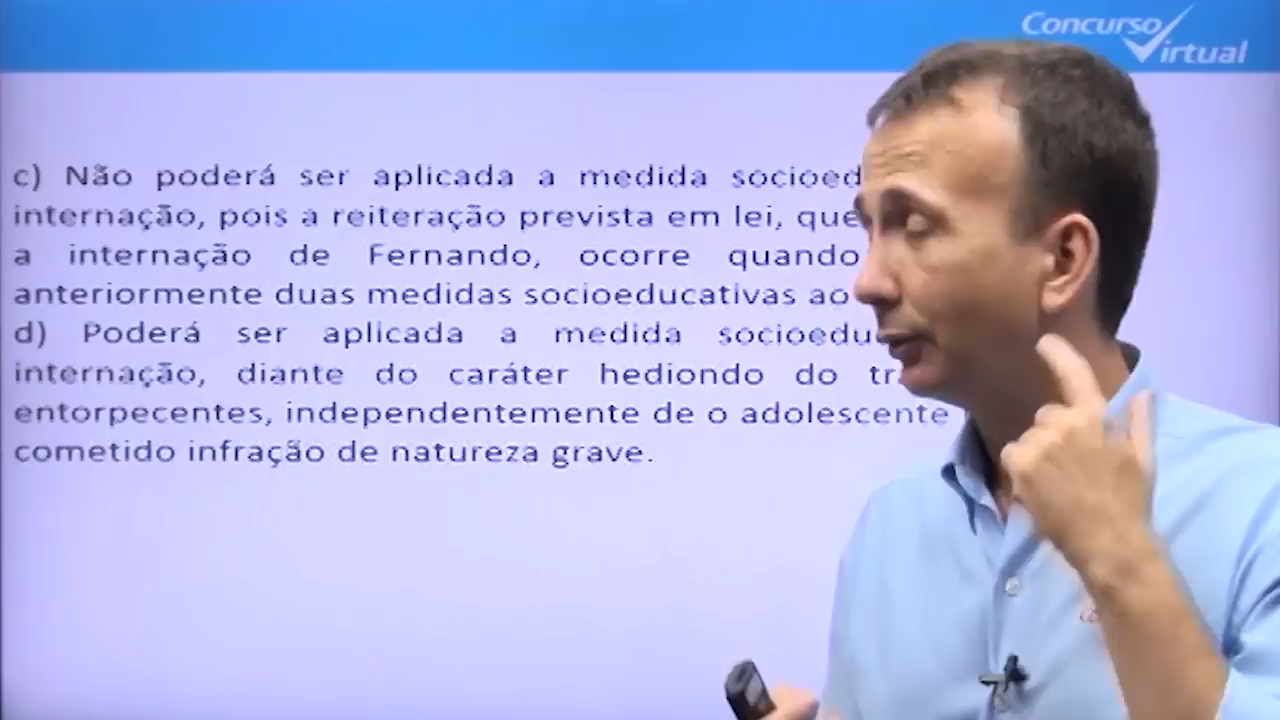 Concurso
Virtual
c) Não poderá ser aplicada a medida
internação, pois a reiteração prevista em lei, que
a internação de Fernando, ocorre quando
anteriormente duas medidas socioeducativas ao
d) Poderá ser aplicada a medida
internação, diante do caráter hediondo do
entorpecentes, independentemente de o adolescente
cometido infração de natureza grave.